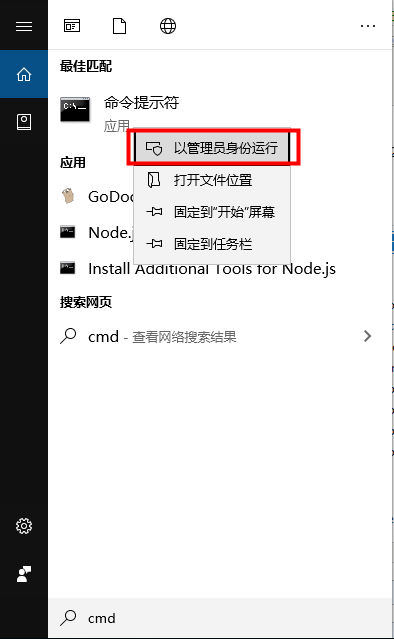 最佳匹配
命令提示符
应用
以管理员身份运行
打开文件位置
固定到"开始"屏幕
固定到任务栏
应用
GoDoc
Node.j
Install Additional Tools for Node.js
搜索网页
cmd - 查看网络搜索结果
cmd